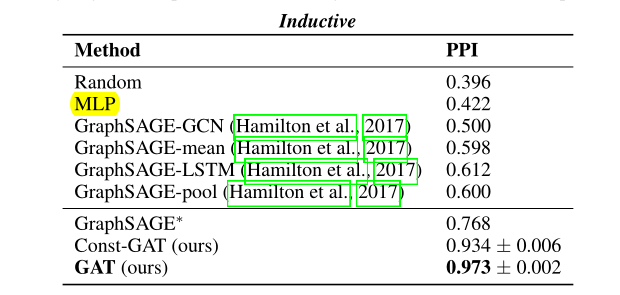 Inductive
Method PPI
Random 0.396
MLP 0.422
GraphSAGE-GCN (Hamilton et al., 2017) 0.500
GraphSAGE-mean (Hamilton et al., 2017) 0.598
GraphSAGE-LSTM (Hamilton et al., 2017) 0.612
GraphSAGE-pool (Hamilton et al., 2017) 0.600
GraphSAGE* 0.768
Const-GAT (ours) 0.934 ± 0.006
GAT (ours) 0.973 ± 0.002